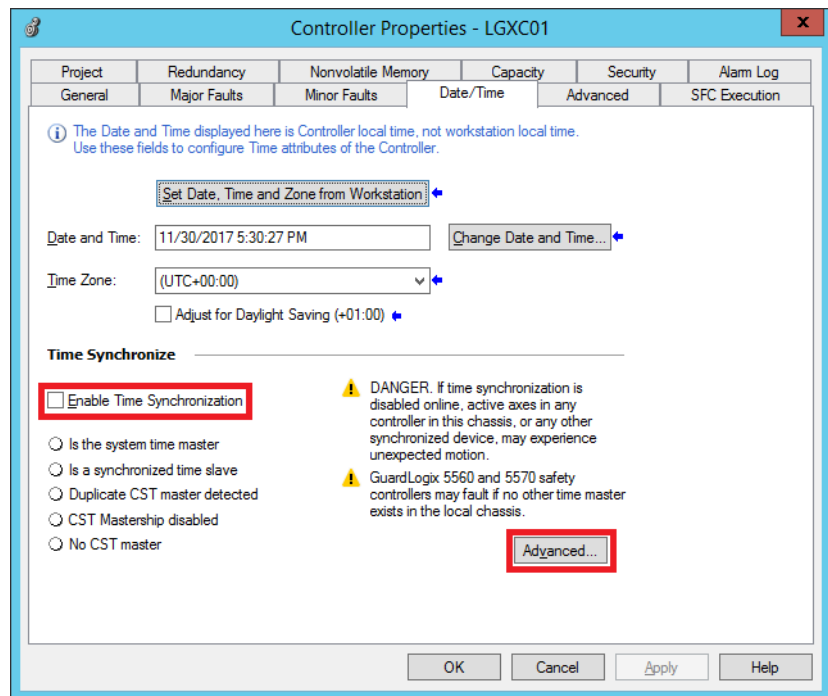 Controller Properties - LGXC01
x
Project Redundancy Nonvolatile Memory Capacity Security Alarm Log
General Major Faults Minor Faults Date/Time Advanced SFC Execution
The Date and Time displayed here is Controller local time, not workstation local time.
Use these fields to configure Time attributes of the Controller.
Set Date, Time and Zone from Workstation
Date and Time: 11/30/2017 5:30:27 PM Change Date and Time...
Time Zone: (UTC+00:00)
Adjust for Daylight Saving (+01:00)
Time Synchronize
Enable Time Synchronization
Is the system time master
Is a synchronized time slave
Duplicate CST master detected
CST Mastership disabled
No CST master
DANGER. If time synchronization is
disabled online, active axes in any
controller in this chassis, or any other
synchronized device, may experience
unexpected motion.
GuardLogix 5560 and 5570 safety
controllers may fault if no other time master
exists in the local chassis.
Advanced...
OK Cancel Apply Help